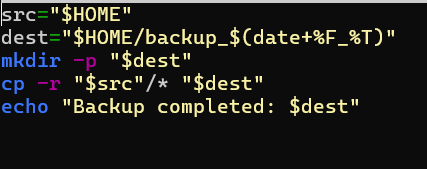 src="$HOME"
dest="$HOME/backup_$(date+%F_%T)"
mkdir -p "$dest"
cp -r "$src"/* "$dest"
echo "Backup completed: $dest"